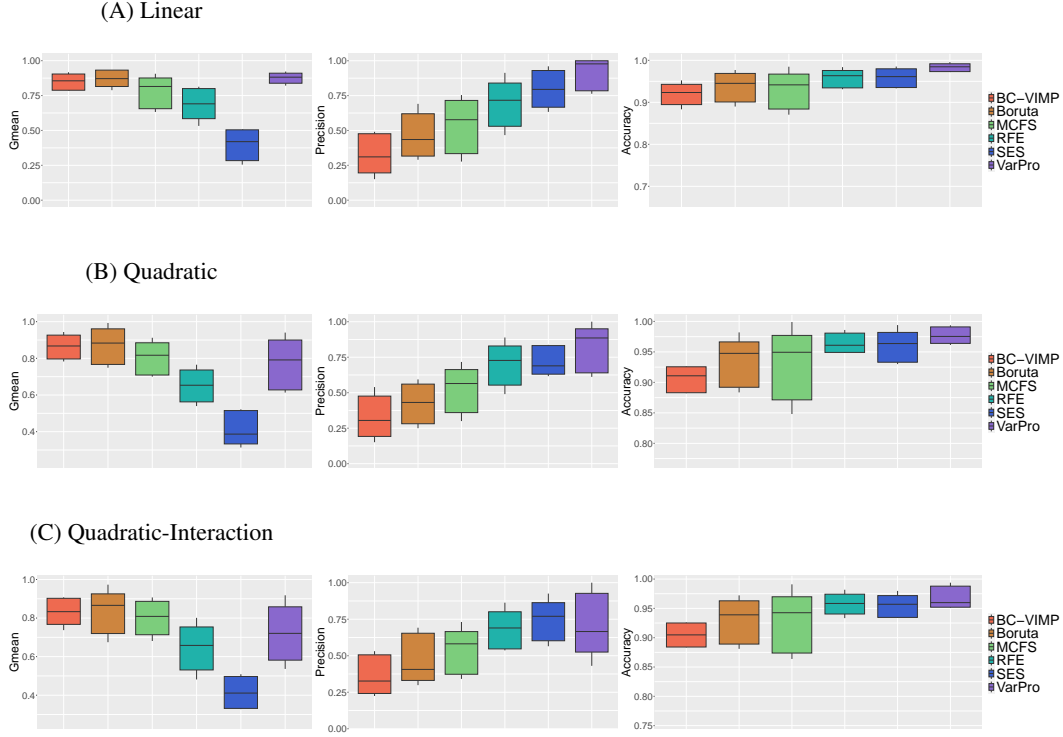 (A) Linear
1.00
0.75
0.50
0.25
0.00
Gmean
1.00
0.75
0.50
0.25
0.00
Precision
1.0
0.9
0.8
0.7
Accuracy
BC−VIMP
Boruta
MCFS
RFE
SES
VarPro
(B) Quadratic
1.0
0.8
0.6
0.4
Gmean
1.00
0.75
0.50
0.25
0.00
Precision
1.00
0.95
0.90
0.85
0.80
Accuracy
BC−VIMP
Boruta
MCFS
RFE
SES
VarPro
(C) Quadratic-Interaction
1.0
0.8
0.6
0.4
Gmean
1.00
0.75
0.50
0.25
0.00
Precision
1.00
0.95
0.90
0.85
0.80
0.75
Accuracy
BC−VIMP
Boruta
MCFS
RFE
SES
VarPro